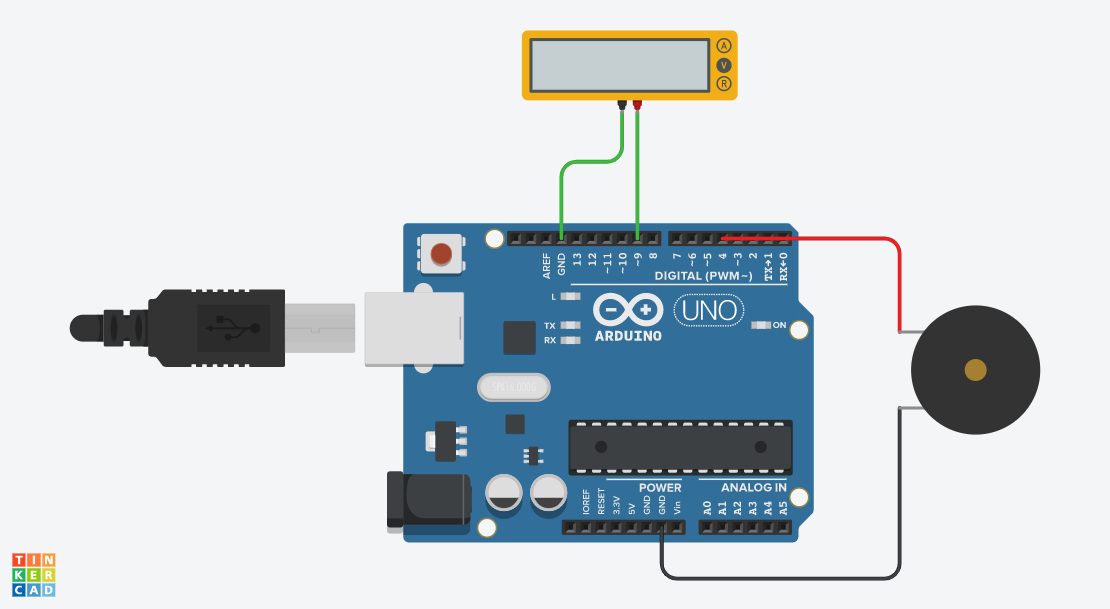 A
V
R
AREF
GND
13
12
~11
~10
~9
8
7
~6
~5
4
~3
2
TX→1
RX←0
DIGITAL (PWM~)
L
TX
RX
ARDUINO
UNO
ON
IOREF
RESET
3.3V
5V
GND
GND
Vin
POWER
ANALOG IN
A0
A1
A2
A3
A4
A5
TIN
KER
CAD